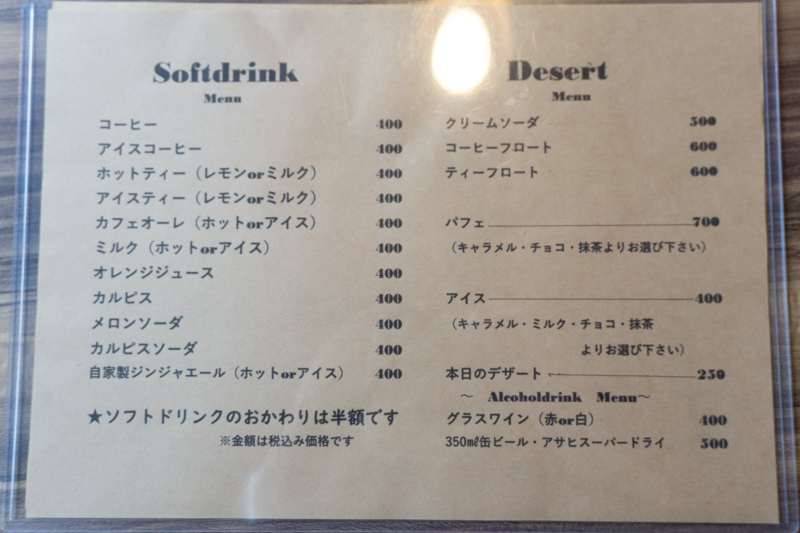 Softdrink
Menu
コーヒー 400
アイスコーヒー 400
ホットティー（レモンorミルク） 400
アイスティー（レモンorミルク） 400
カフェオーレ（ホットorアイス） 400
ミルク（ホットorアイス） 400
オレンジジュース 400
カルピス 400
メロンソーダ 400
カルピスソーダ 400
自家製ジンジャエール（ホットorアイス） 400
★ソフトドリンクのおかわりは半額です
※金額は税込み価格です
Desert
Menu
クリームソーダ 500
コーヒーフロート 600
ティーフロート 600
パフェ 700
（キャラメル・チョコ・抹茶よりお選び下さい）
アイス 400
（キャラメル・ミルク・チョコ・抹茶
よりお選び下さい）
本日のデザート 250
〜 Alcoholdrink Menu〜
グラスワイン（赤or白） 400
350㎖缶ビール・アサヒスーパードライ 500